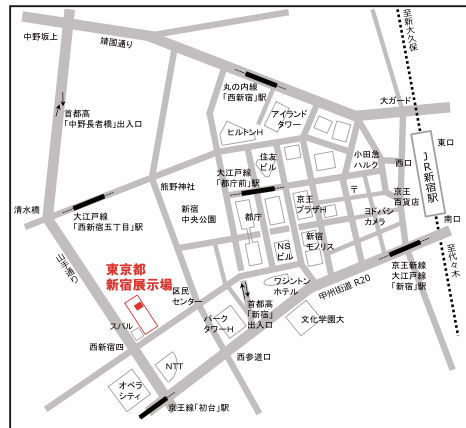 中野坂上
靖国通り
至新大久保
首都高
「中野長者橋」出入口
丸の内線
「西新宿」駅
アイランド
タワー
大ガード
ヒルトンH
東口
住友
ビル
小田急
ハルク
西口
JR新宿駅
熊野神社
大江戸線
「都庁前」駅
〒
京王
百貨店
清水橋
大江戸線
「西新宿五丁目」駅
新宿
中央公園
都庁
京王
プラザH
ヨドバシ
カメラ
南口
山手通り
NS
ビル
新宿
モノリス
至代々木
東京都
新宿展示場
区民
センター
ワシントン
ホテル
甲州街道 R20
京王新線
大江戸線
「新宿」駅
スバル
首都高
「新宿」
出入口
パーク
タワーH
文化学園大
西新宿四
西参道口
NTT
オペラ
シティ
京王線「初台」駅